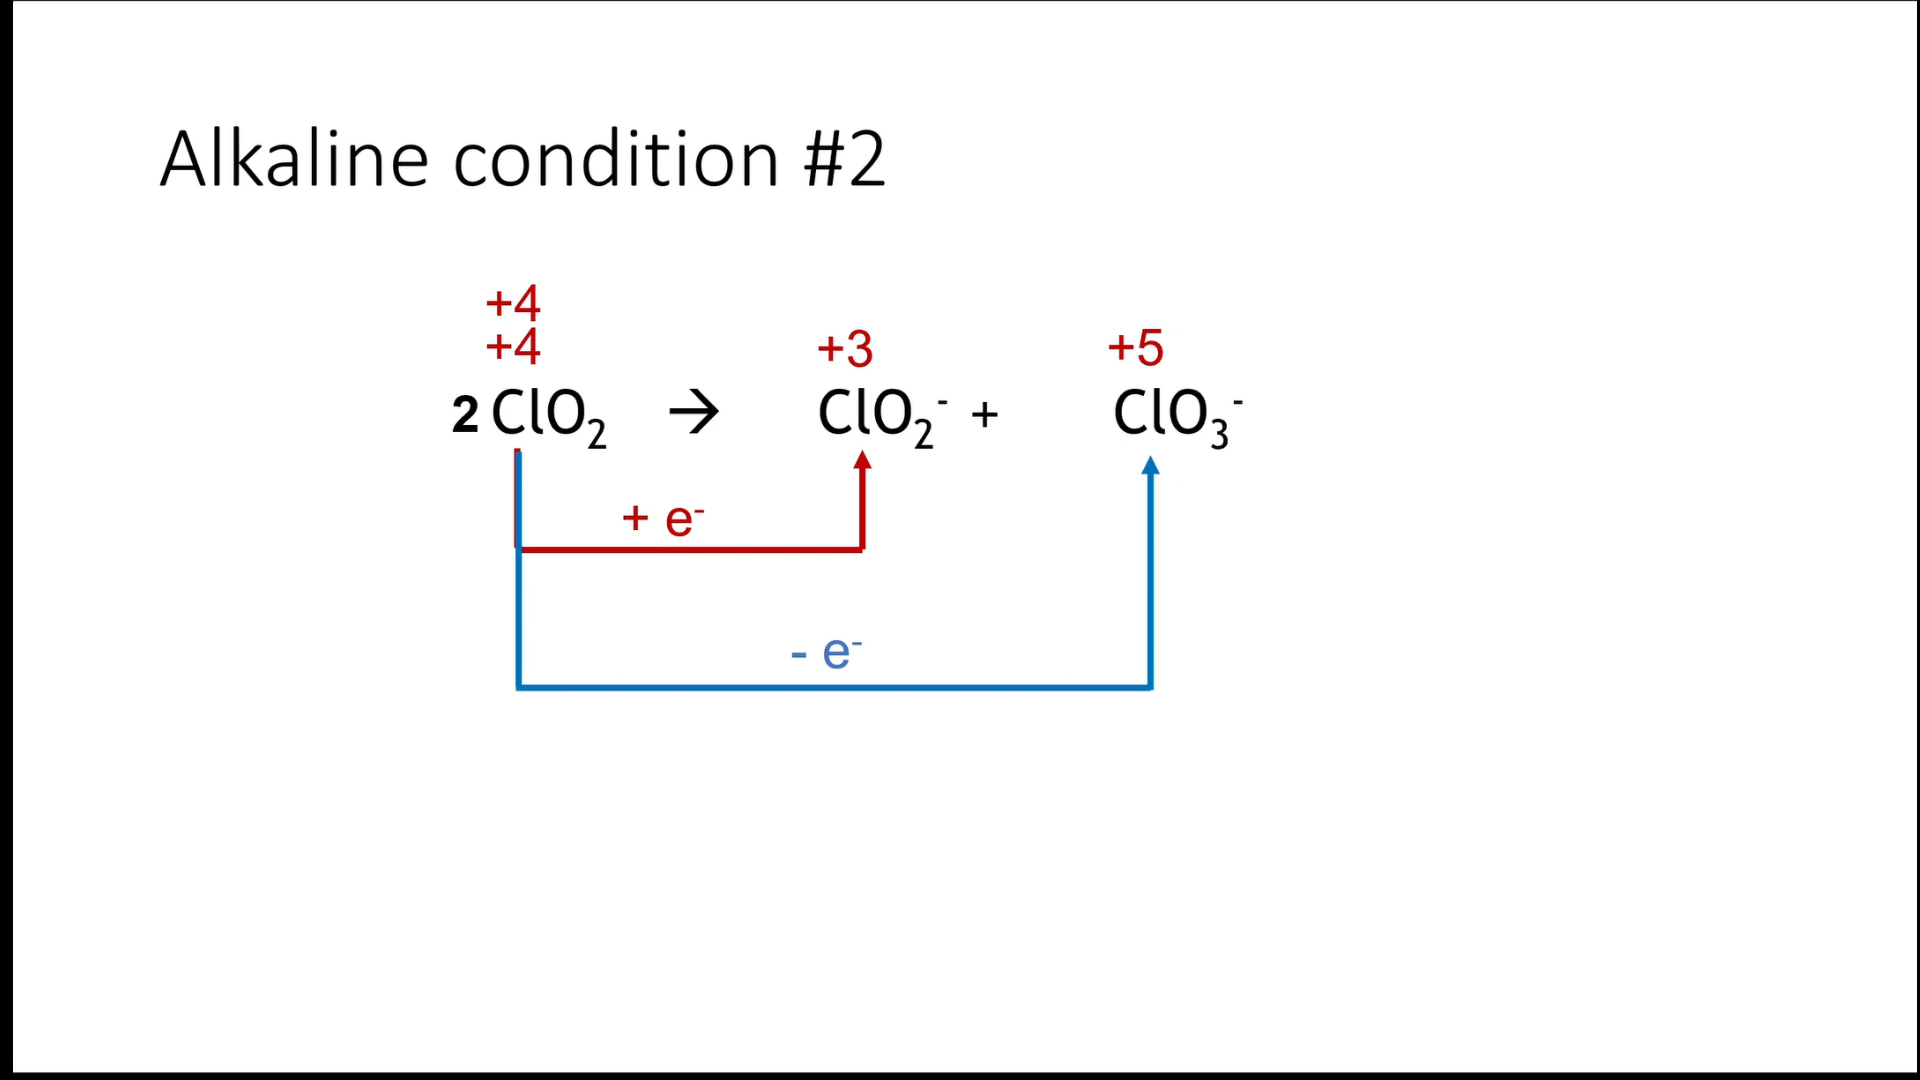 Alkaline condition #2
+4
+4 +3 +5
2 ClO₂ → ClO₂⁻ + ClO₃⁻
+ e⁻
- e⁻